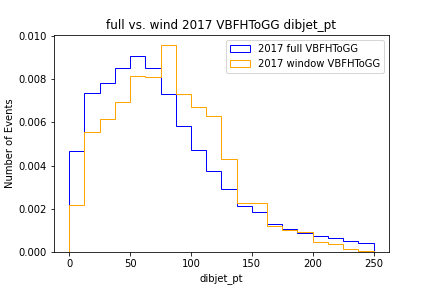 full vs. wind 2017 VBFHToGG dibjet_pt
2017 full VBFHToGG
2017 window VBFHToGG
Number of Events
0.010
0.008
0.006
0.004
0.002
0.000
0
50
100
150
200
250
dibjet_pt